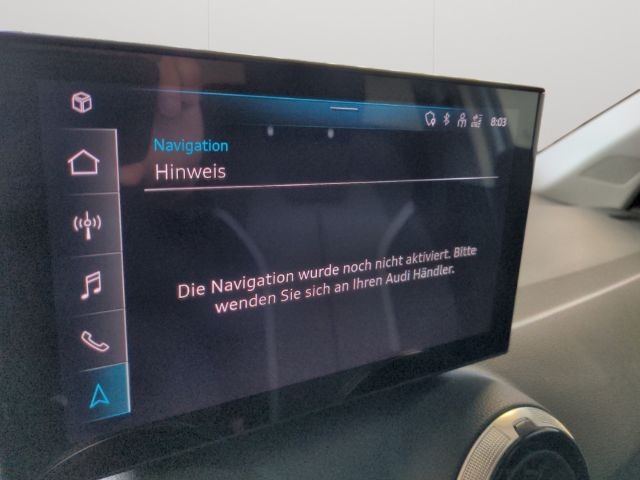 8:03
Navigation
Hinweis
Die Navigation wurde noch nicht aktiviert. Bitte
wenden Sie sich an Ihren Audi Händler.